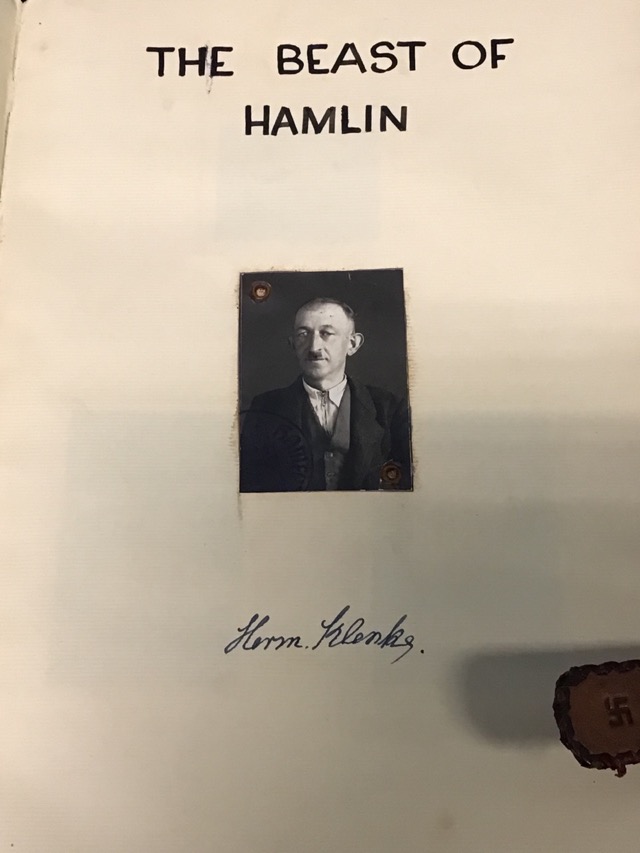 THE BEAST OF
HAMLIN
Herm. Klenke.